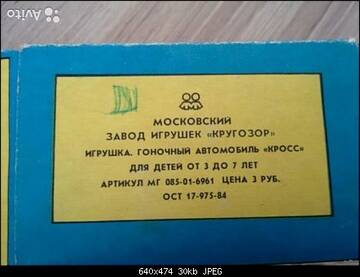 Avito
МОСКОВСКИЙ
ЗАВОД ИГРУШЕК «КРУГОЗОР»
ИГРУШКА. ГОНОЧНЫЙ АВТОМОБИЛЬ «КРОСС»
ДЛЯ ДЕТЕЙ ОТ 3 ДО 7 ЛЕТ
АРТИКУЛ МГ 085-01-6961 ЦЕНА 3 РУБ.
ОСТ 17-975-84
640x474 30kb JPEG